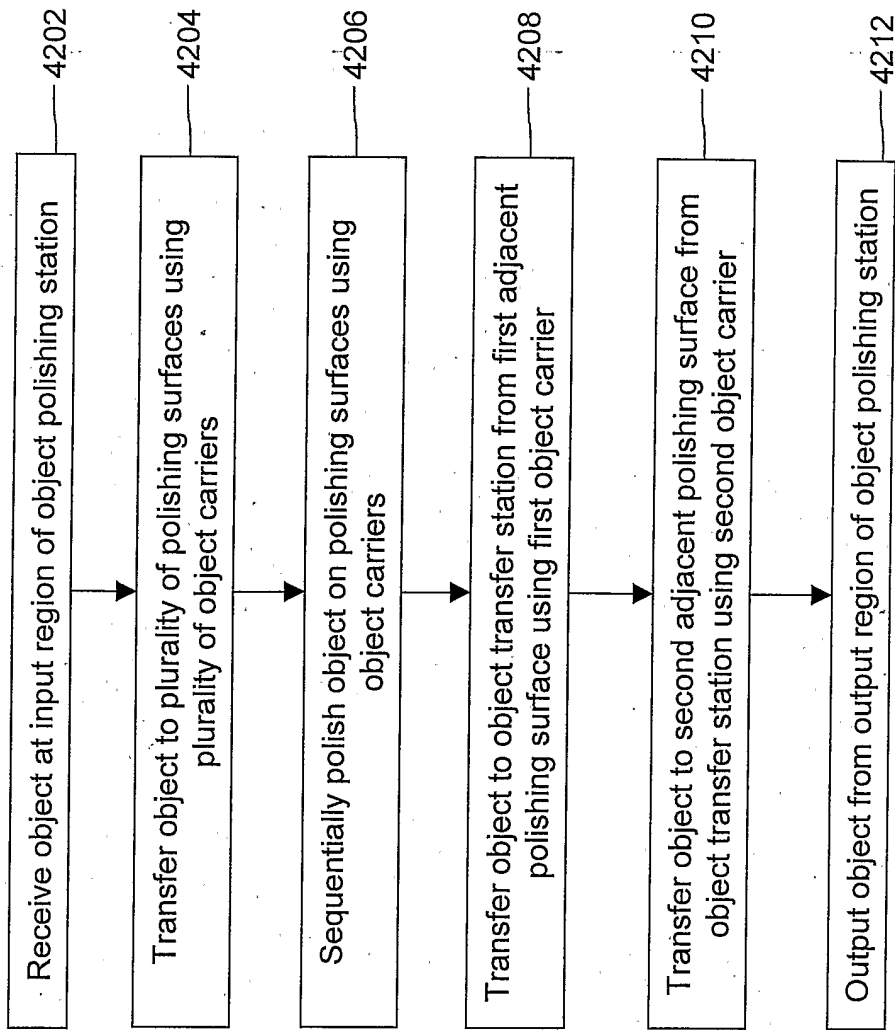 Receive object at input region of object polishing station
4202
Transfer object to plurality of polishing surfaces using
plurality of object carriers
4204
Sequentially polish object on polishing surfaces using
object carriers
4206
Transfer object to object transfer station from first adjacent
polishing surface using first object carrier
4208
Transfer object to second adjacent polishing surface from
object transfer station using second object carrier
4210
Output object from output region of object polishing station
4212